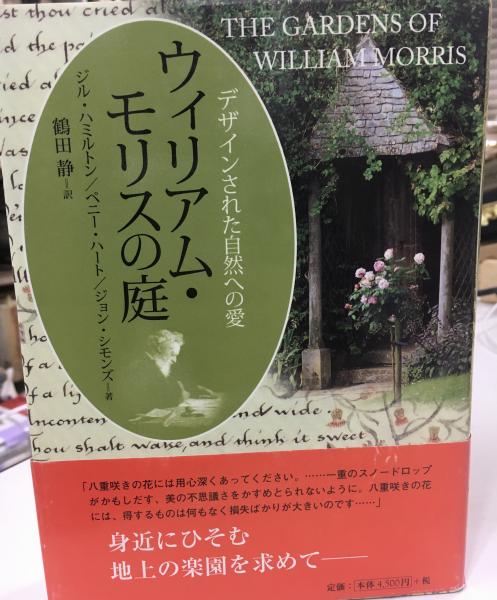 THE GARDENS OF
WILLIAM MORRIS
デザインされた自然への愛
ウィリアム・
モリスの庭
ジル・ハミルトン／ペニー・ハート／ジョン・シモンズ＝著
鶴田 静＝訳
and wide.
hou shalt wake, and think it sweet
「八重咲きの花には用心深くあってください。……一重のスノードロップ
がかもしだす、美の不思議さをかすめとられないように。八重咲きの花
には、得するものは何もなく損失ばかりが大きいのです……」
身近にひそむ
地上の楽園を求めて——
定価：本体4,500円＋税